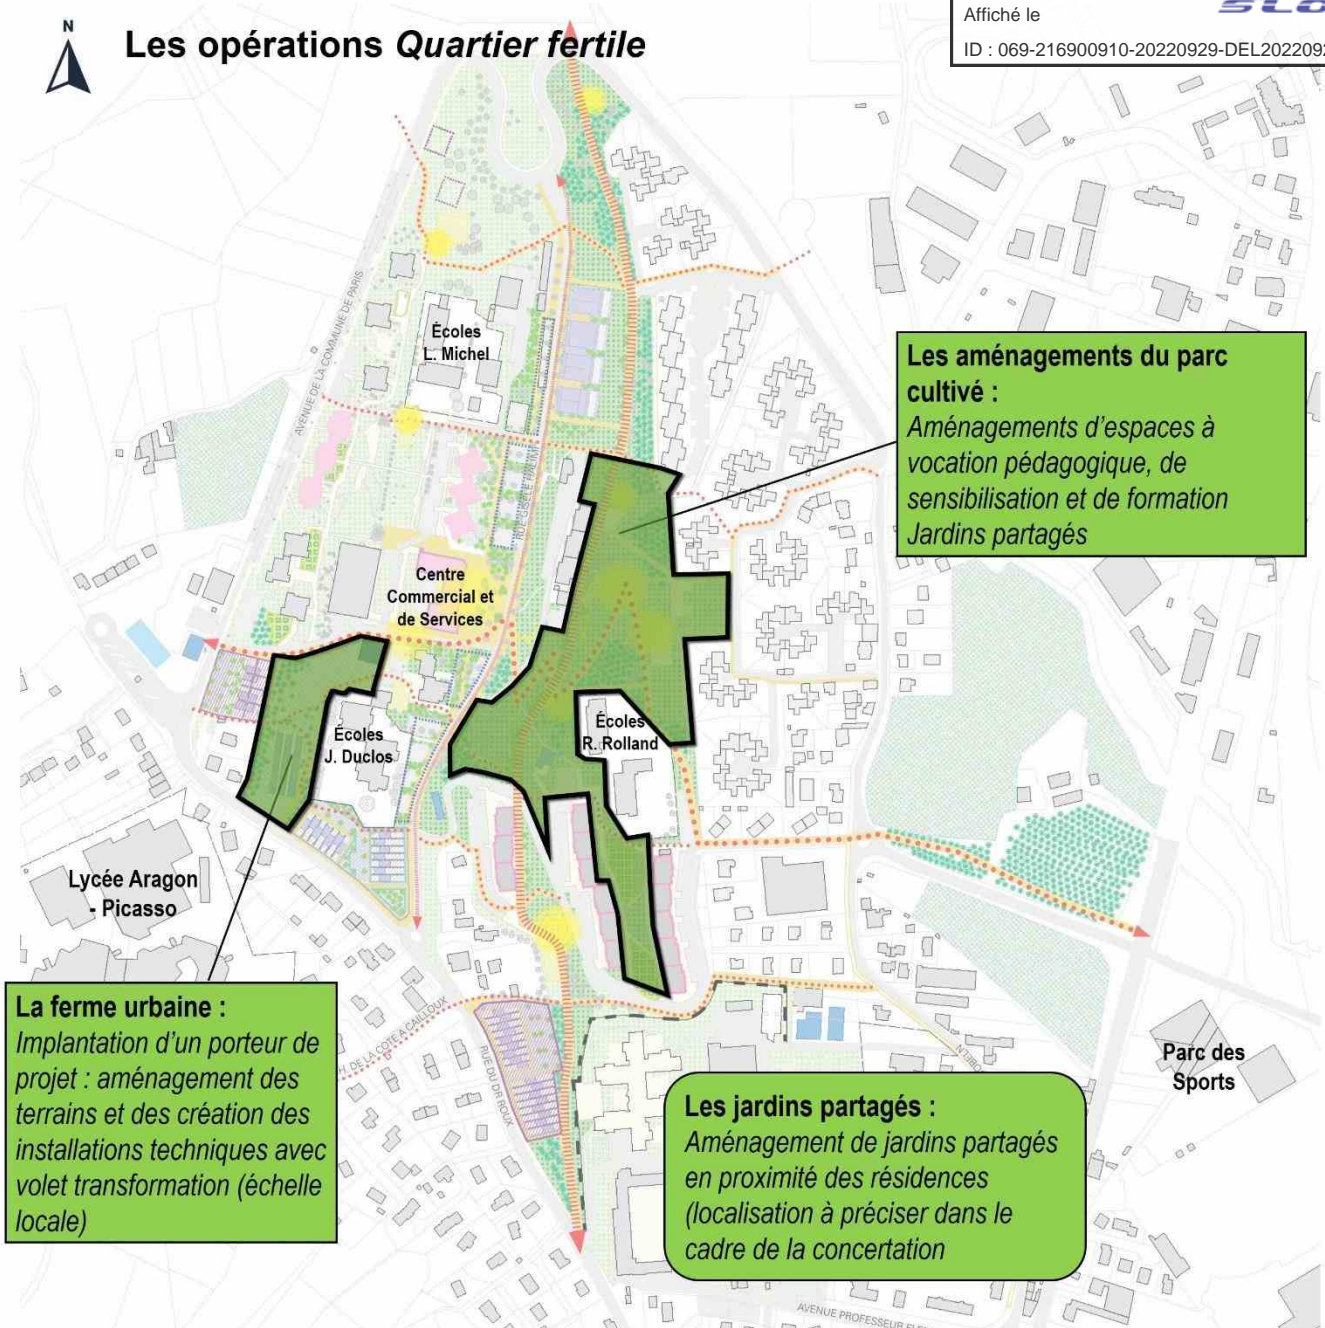 Affiché le
ID : 069-216900910-20220929-DEL202209
N
Les opérations Quartier fertile
AVENUE DE LA COMMUNE DE PARIS
Écoles
L. Michel
Les aménagements du parc
cultivé :
Aménagements d'espaces à
vocation pédagogique, de
sensibilisation et de formation
Jardins partagés
Centre
Commercial et
de Services
Écoles
J. Duclos
Écoles
R. Rolland
Lycée Aragon
- Picasso
La ferme urbaine :
Implantation d'un porteur de
projet : aménagement des
terrains et des création des
installations techniques avec
volet transformation (échelle
locale)
H. DE LA COTE A CAILLOUX
RUE DU DR ROUX
Parc des
Sports
Les jardins partagés :
Aménagement de jardins partagés
en proximité des résidences
(localisation à préciser dans le
cadre de la concertation
AVENUE PROFESSEUR